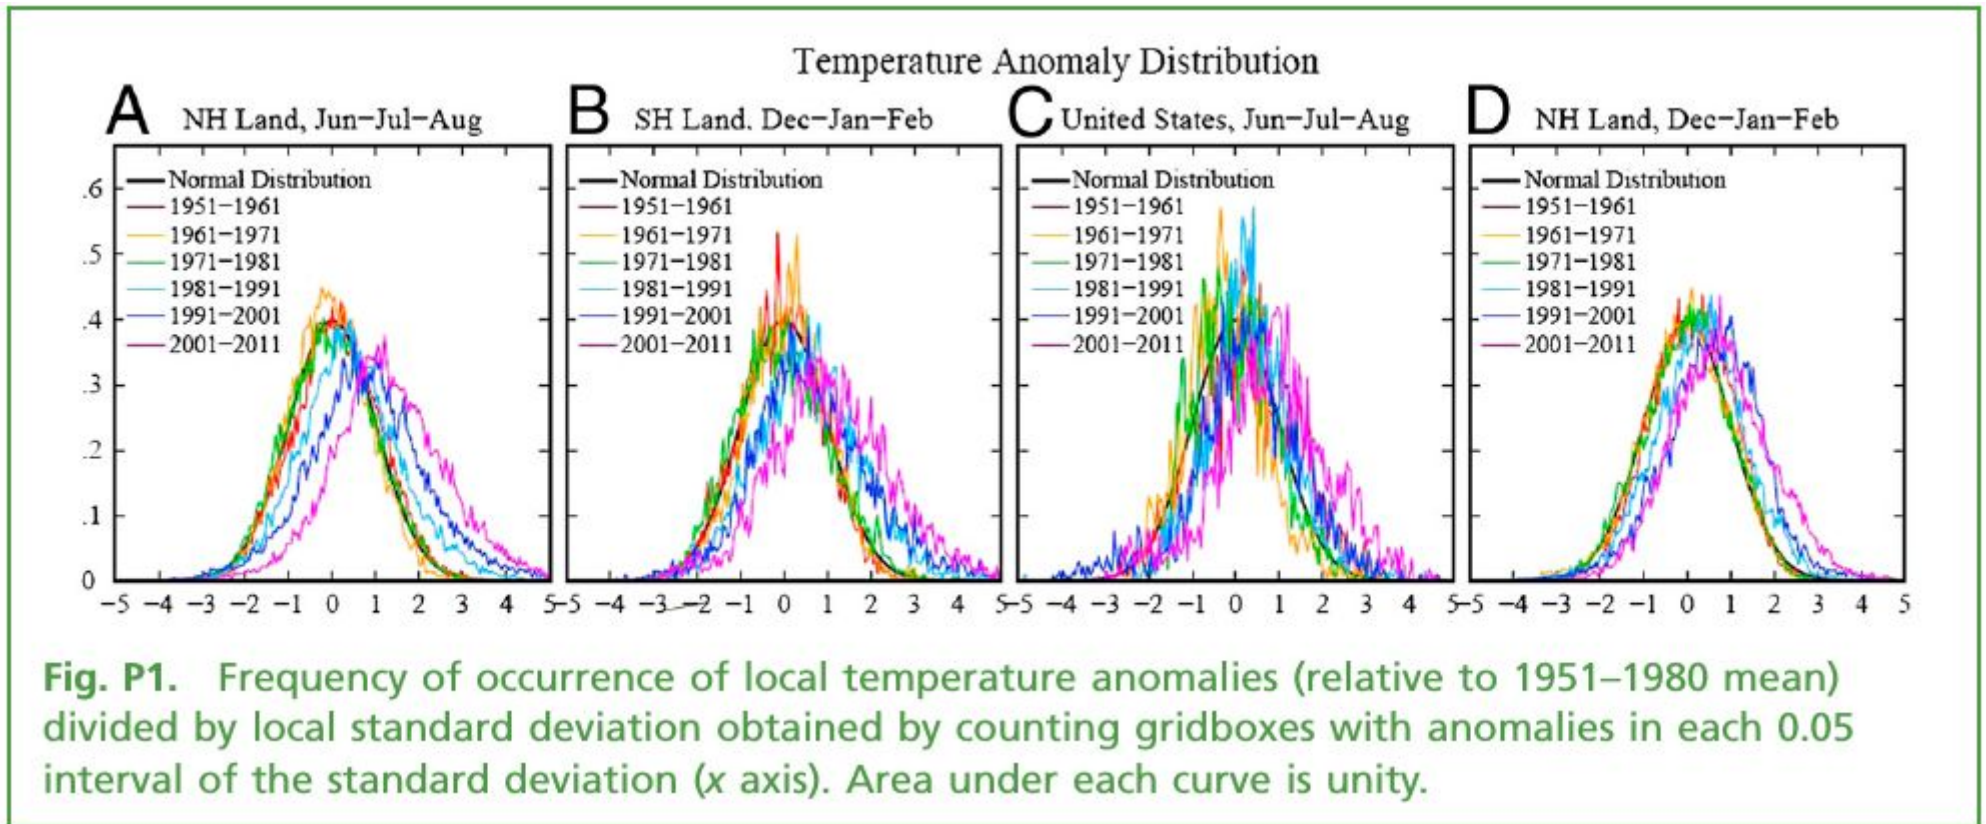 Temperature Anomaly Distribution
A NH Land, Jun-Jul-Aug
.6
.5
.4
.3
.2
.1
0
Normal Distribution
1951-1961
1961-1971
1971-1981
1981-1991
1991-2001
2001-2011
-5 -4 -3 -2 -1 0 1 2 3 4 5
B SH Land. Dec-Jan-Feb
Normal Distribution
1951-1961
1961-1971
1971-1981
1981-1991
1991-2001
2001-2011
-5 -4 -3 -2 -1 0 1 2 3 4 5
C United States, Jun-Jul-Aug
Normal Distribution
1951-1961
1961-1971
1971-1981
1981-1991
1991-2001
2001-2011
-5 -4 -3 -2 -1 0 1 2 3 4 5
D NH Land, Dec-Jan-Feb
Normal Distribution
1951-1961
1961-1971
1971-1981
1981-1991
1991-2001
2001-2011
-5 -4 -3 -2 -1 0 1 2 3 4 5
Fig. P1. Frequency of occurrence of local temperature anomalies (relative to 1951–1980 mean)
divided by local standard deviation obtained by counting gridboxes with anomalies in each 0.05
interval of the standard deviation (x axis). Area under each curve is unity.